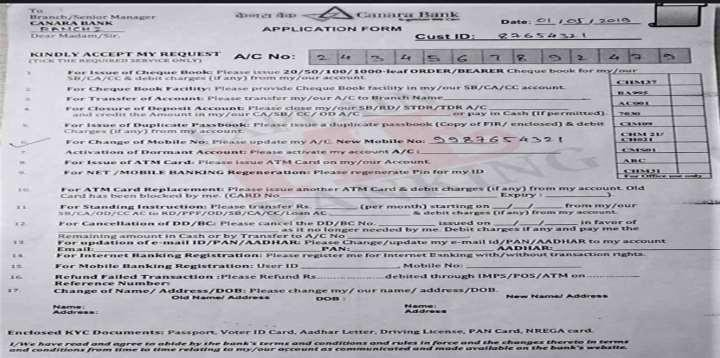 To
Branch/Senior Manager
CANARA BANK
Dear Madam/Sir.
केनरा बैंक Canara Bank
APPLICATION FORM
Date: 01/05/2019
Cust ID: 87654321
KINDLY ACCEPT MY REQUEST
(TICK THE REQUIRED SERVICE ONLY)
A/C No:
1. For Issue of Cheque Book: Please issue 20/50/100/1000-leaf ORDER/BEARER Cheque book for my/our
SB/CA/CC & debit charges (if any) from my/our account. CHM37
2. For Cheque Book Facility: Please provide Cheque Book facility in my/our SB/CA/CC account. BA995
3. For Transfer of Account: Please transfer my/our A/C to Branch Name AC001
4. For Closure of Deposit Account: Please close my/our SB/RD/ STDR/TDR A/C
and credit the Amount in my/our CA/SB/ CC/ OD A/C or pay in Cash (if permitted). 7030
5. For Issue of Duplicate Passbook: Please issue a duplicate passbook (Copy of FIR/ enclosed) & debit
Charges (if any) from my account. CIM09
6. For Change of Mobile No: Please update my A/C. New Mobile No: 9987654321 CHM 21/
CH021
Activation of Dormant Account: Please activate my account A/C: CMS01
8. For Issue of ATM Card: Please issue ATM Card on my/our Account. ABC
9. For NET /MOBILE BANKING Regeneration: Please regenerate Pin for my ID CHM31
For Office use only
10. For ATM Card Replacement: Please issue another ATM Card & debit charges (if any) from my account. Old
Card has been blocked by me. (CARD No Expiry :
11. For Standing Instruction: Please transfer Rs. (per month) starting on / / from my/our
SB/CA/OD/CC AC to RD/PPF/OD/SB/CA/CC/Loan AC & debit charges (if any) from my account.
12. For Cancellation of DD/BC: Please cancel the DD/BC No. issued on / / in favor of
as it no longer needed by me. Debit charges if any and pay me the
Remaining amount in Cash or by Transfer to A/C No
13. For updation of e-mail ID/PAN/AADHAR: Please Change/update my e-mail id/PAN/AADHAR to my account
Email: PAN: AADHAR:
14. For Internet Banking Registration: Please register me for Internet Banking with/without transaction rights.
15. For Mobile Banking Registration: User ID Mobile No:
16. Refund Failed Transaction :Please Refund Rs debited through IMPS/POS/ATM on
Reference Number:
17. Change of Name/ Address/DOB: Please change my/ our name/ address/DOB.
Old Name/ Address DOB : New Name/ Address
Name: Name:
Address: Address:
Enclosed KYC Documents: Passport, Voter ID Card, Aadhar Letter, Driving License, PAN Card, NREGA card.
I/We have read and agree to abide by the bank's terms and conditions and rules in force and the changes thereto in terms
and conditions from time to time relating to my/our account as communicated and made available on the bank's website.